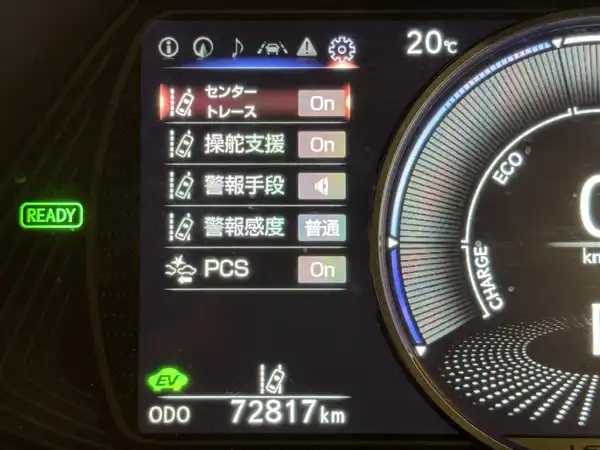 20℃
センター
トレース
On
操舵支援
On
警報手段
警報感度
普通
PCS
On
READY
EV
ODO
72817km
ECO
CHARGE